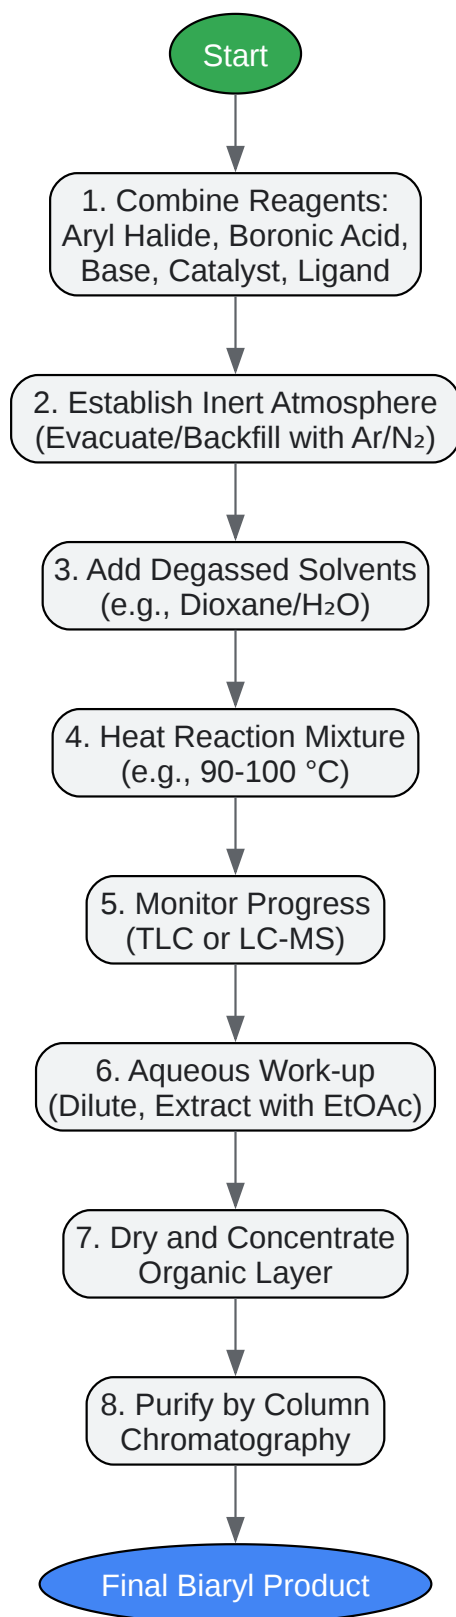 Start
1. Combine Reagents:
Aryl Halide, Boronic Acid,
Base, Catalyst, Ligand
2. Establish Inert Atmosphere
(Evacuate/Backfill with Ar/N₂)
3. Add Degassed Solvents
(e.g., Dioxane/H₂O)
4. Heat Reaction Mixture
(e.g., 90-100 °C)
5. Monitor Progress
(TLC or LC-MS)
6. Aqueous Work-up
(Dilute, Extract with EtOAc)
7. Dry and Concentrate
Organic Layer
8. Purify by Column
Chromatography
Final Biaryl Product